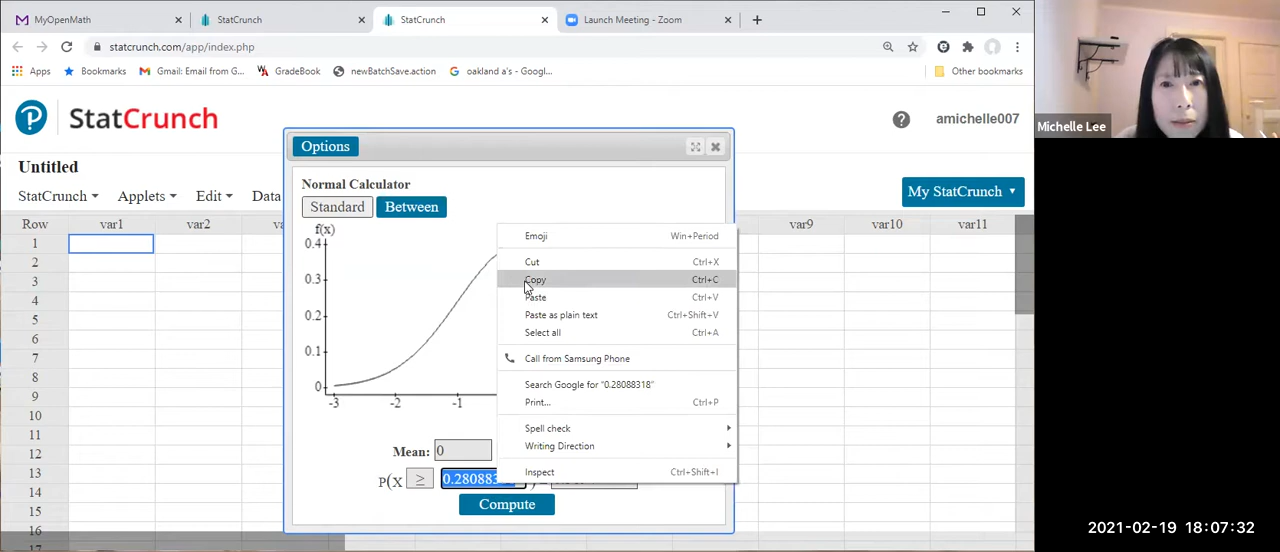 MyOpenMath
StatCrunch
StatCrunch
Launch Meeting - Zoom
statcrunch.com/app/index.php
Apps
Bookmarks
Gmail: Email from G...
GradeBook
newBatchSave.action
oakland a's - Googl...
Other bookmarks
StatCrunch
amichelle007
Michelle Lee
Untitled
StatCrunch
Applets
Edit
Data
My StatCrunch
Options
Normal Calculator
Standard
Between
Row
var1
var2
var9
var10
var11
1
2
3
4
5
6
7
8
9
10
11
12
13
14
15
16
17
f(x)
0.4
0.3
0.2
0.1
0
-3
-2
-1
Emoji
Win+Period
Cut
Ctrl+X
Copy
Ctrl+C
Paste
Ctrl+V
Paste as plain text
Ctrl+Shift+V
Select all
Ctrl+A
Call from Samsung Phone
Search Google for "0.28088318"
Print...
Ctrl+P
Spell check
Writing Direction
Inspect
Ctrl+Shift+I
Mean:
0
P(X
≥
0.280883
Compute
2021-02-19 18:07:32